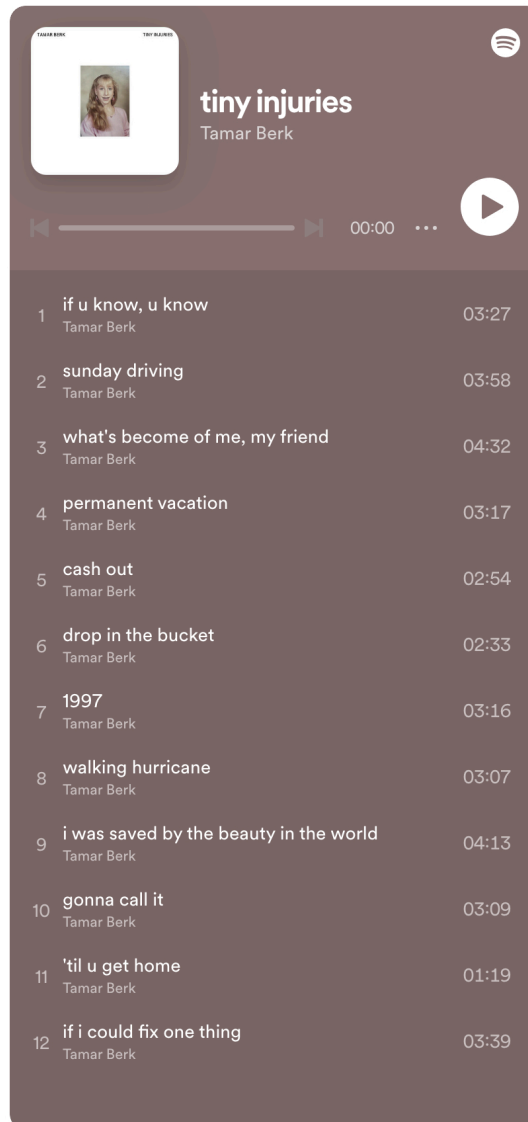 TAMAR BERK
TINY INJURIES
tiny injuries
Tamar Berk
00:00
1
if u know, u know
Tamar Berk
03:27
2
sunday driving
Tamar Berk
03:58
3
what's become of me, my friend
Tamar Berk
04:32
4
permanent vacation
Tamar Berk
03:17
5
cash out
Tamar Berk
02:54
6
drop in the bucket
Tamar Berk
02:33
7
1997
Tamar Berk
03:16
8
walking hurricane
Tamar Berk
03:07
9
i was saved by the beauty in the world
Tamar Berk
04:13
10
gonna call it
Tamar Berk
03:09
11
'til u get home
Tamar Berk
01:19
12
if i could fix one thing
Tamar Berk
03:39